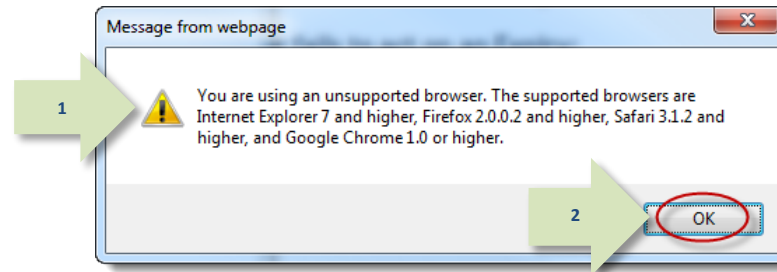 Message from webpage
1
You are using an unsupported browser. The supported browsers are
Internet Explorer 7 and higher, Firefox 2.0.0.2 and higher, Safari 3.1.2 and
higher, and Google Chrome 1.0 or higher.
2
OK